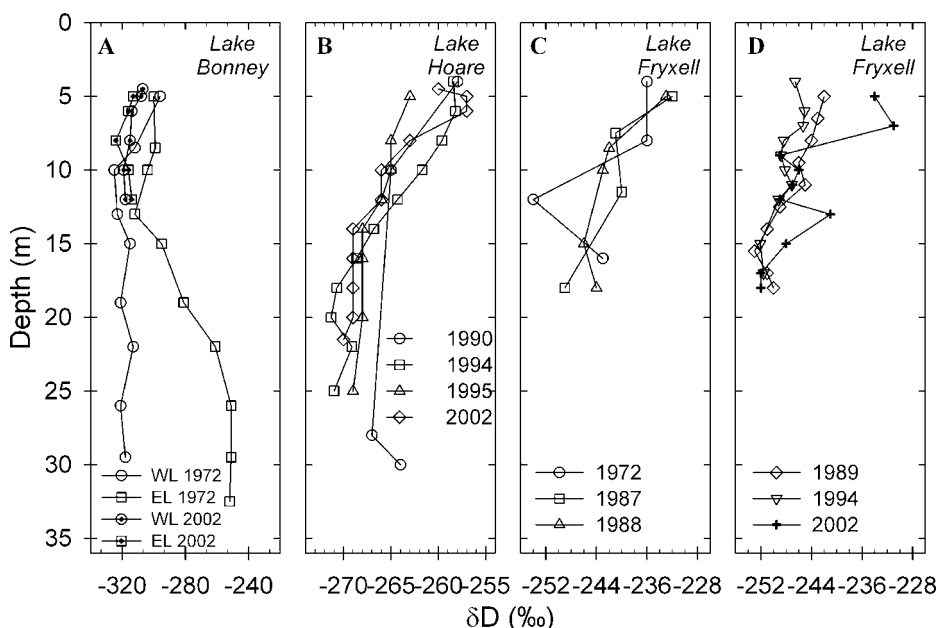 A
Lake
Bonney
B
Lake
Hoare
C
Lake
Fryxell
D
Lake
Fryxell
Depth (m)
0
5
10
15
20
25
30
35
WL 1972
EL 1972
WL 2002
EL 2002
1990
1994
1995
2002
1972
1987
1988
1989
1994
2002
-320 -280 -240
-270 -265 -260 -255
-252 -244 -236 -228
-252 -244 -236 -228
δD (‰)